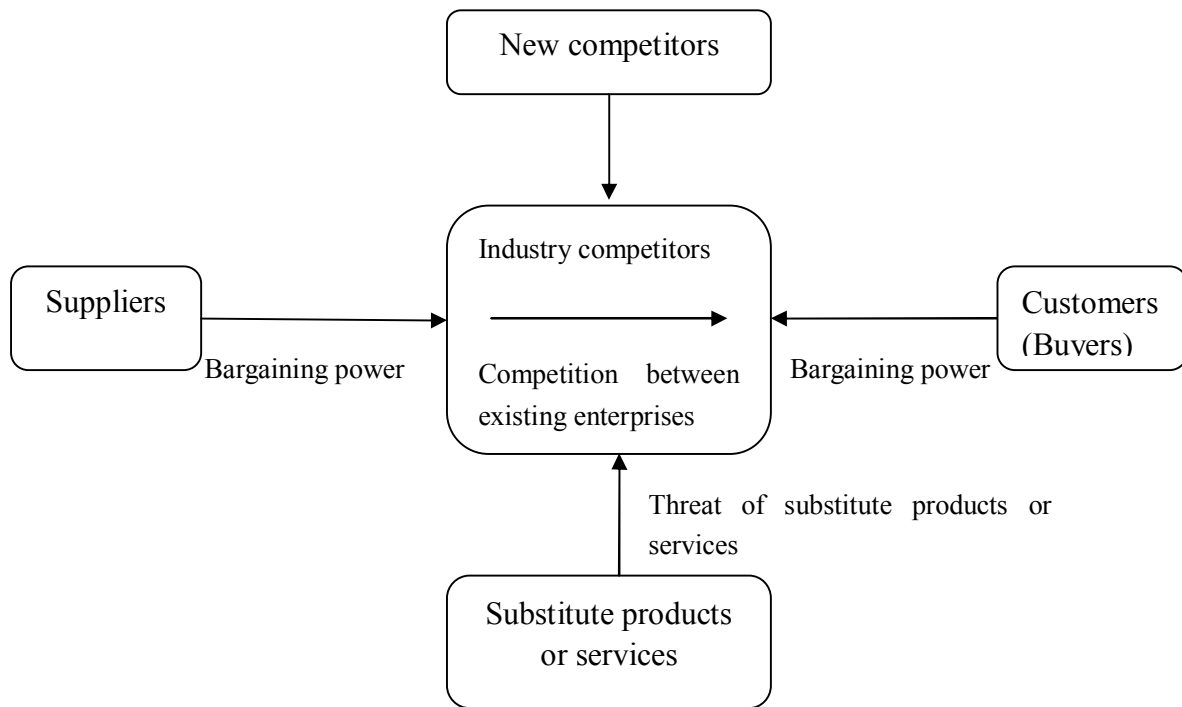 New competitors
Industry competitors
Suppliers
Customers
(Buyers)
Bargaining power
Competition between
existing enterprises
Bargaining power
Threat of substitute products or
services
Substitute products
or services